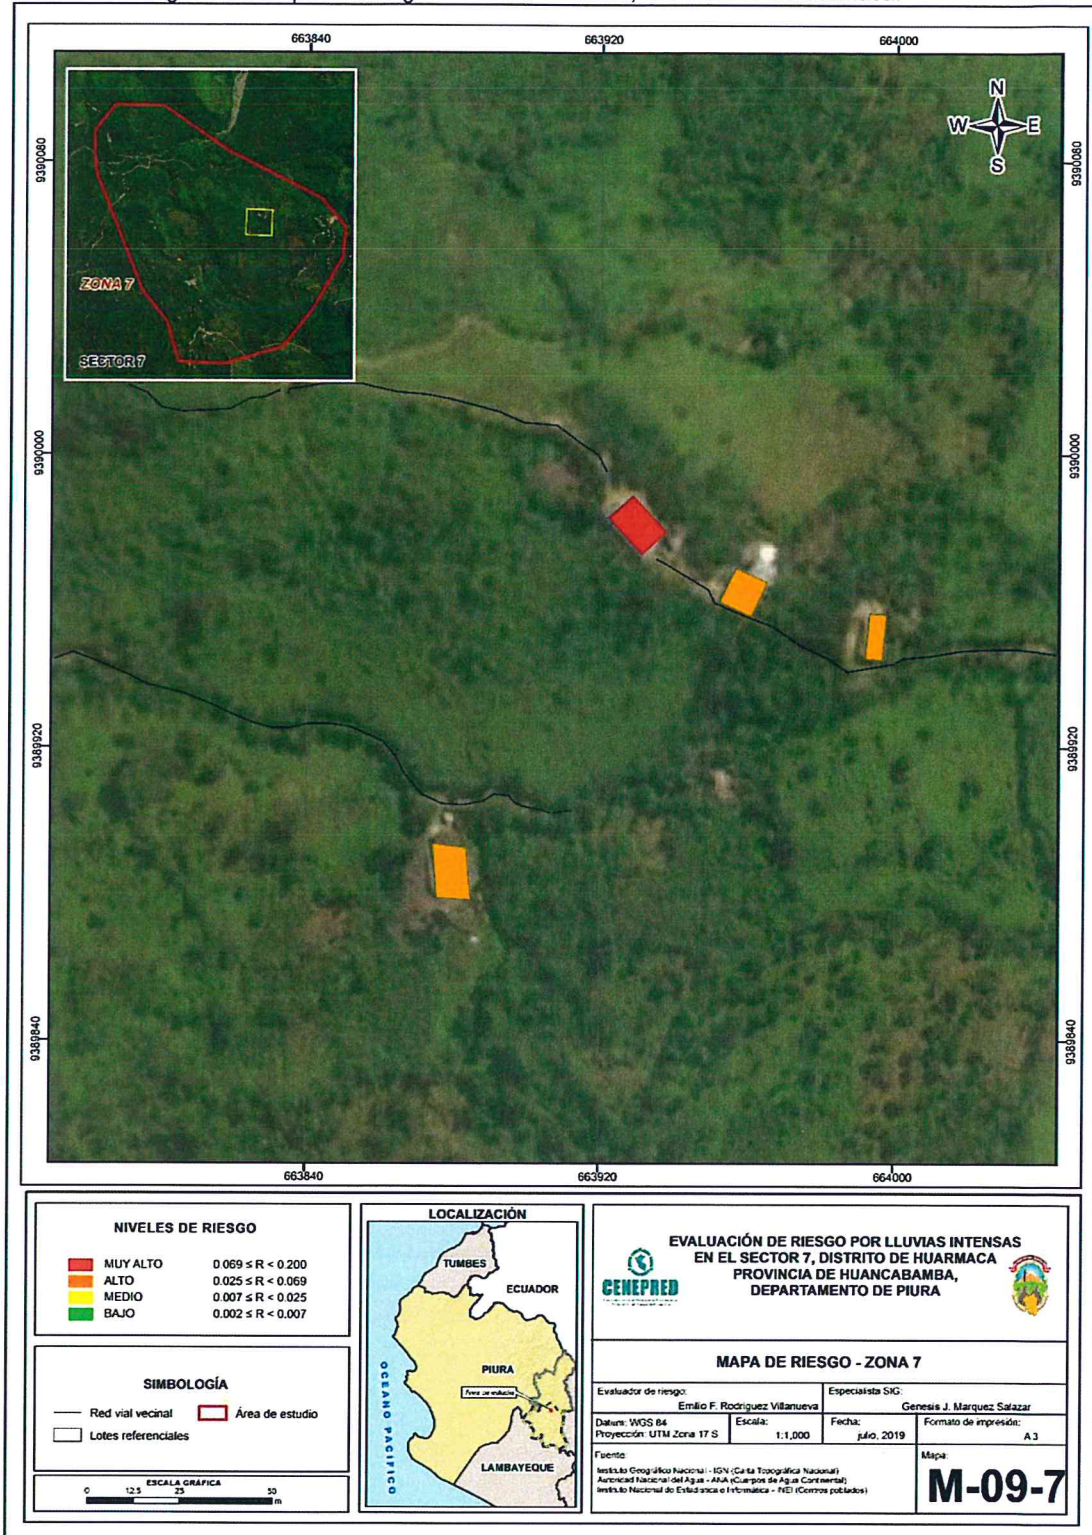 663840
663920
664000
9390080
9390080
N
W E
S
ZONA 7
SECTOR 7
9390000
9390000
9389920
9389920
9389840
9389840
663840
663920
664000
NIVELES DE RIESGO
MUY ALTO 0.069 ≤ R < 0.200
ALTO 0.025 ≤ R < 0.069
MEDIO 0.007 ≤ R < 0.025
BAJO 0.002 ≤ R < 0.007
SIMBOLOGÍA
Red vial vecinal
Área de estudio
Lotes referenciales
ESCALA GRÁFICA
0 12.5 25 50
m
LOCALIZACIÓN
TUMBES
ECUADOR
PIURA
Área de estudio
OCEANO PACIFICO
LAMBAYEQUE
CENEPRED
EVALUACIÓN DE RIESGO POR LLUVIAS INTENSAS
EN EL SECTOR 7, DISTRITO DE HUARMACA
PROVINCIA DE HUANCABAMBA,
DEPARTAMENTO DE PIURA
MAPA DE RIESGO - ZONA 7
Evaluador de riesgo:
Emilio F. Rodriguez Villanueva
Especialista SIG:
Genesis J. Marquez Salazar
Datum: WGS 84
Proyección: UTM Zona 17 S
Escala:
1:1,000
Fecha:
julio, 2019
Formato de impresión:
A3
Fuente:
Instituto Geográfico Nacional - IGN (Carta Topográfica Nacional)
Autoridad Nacional del Agua - ANA (Cuerpos de Agua Continental)
Instituto Nacional de Estadística e Informática - INEI (Centros poblados)
Mapa:
M-09-7